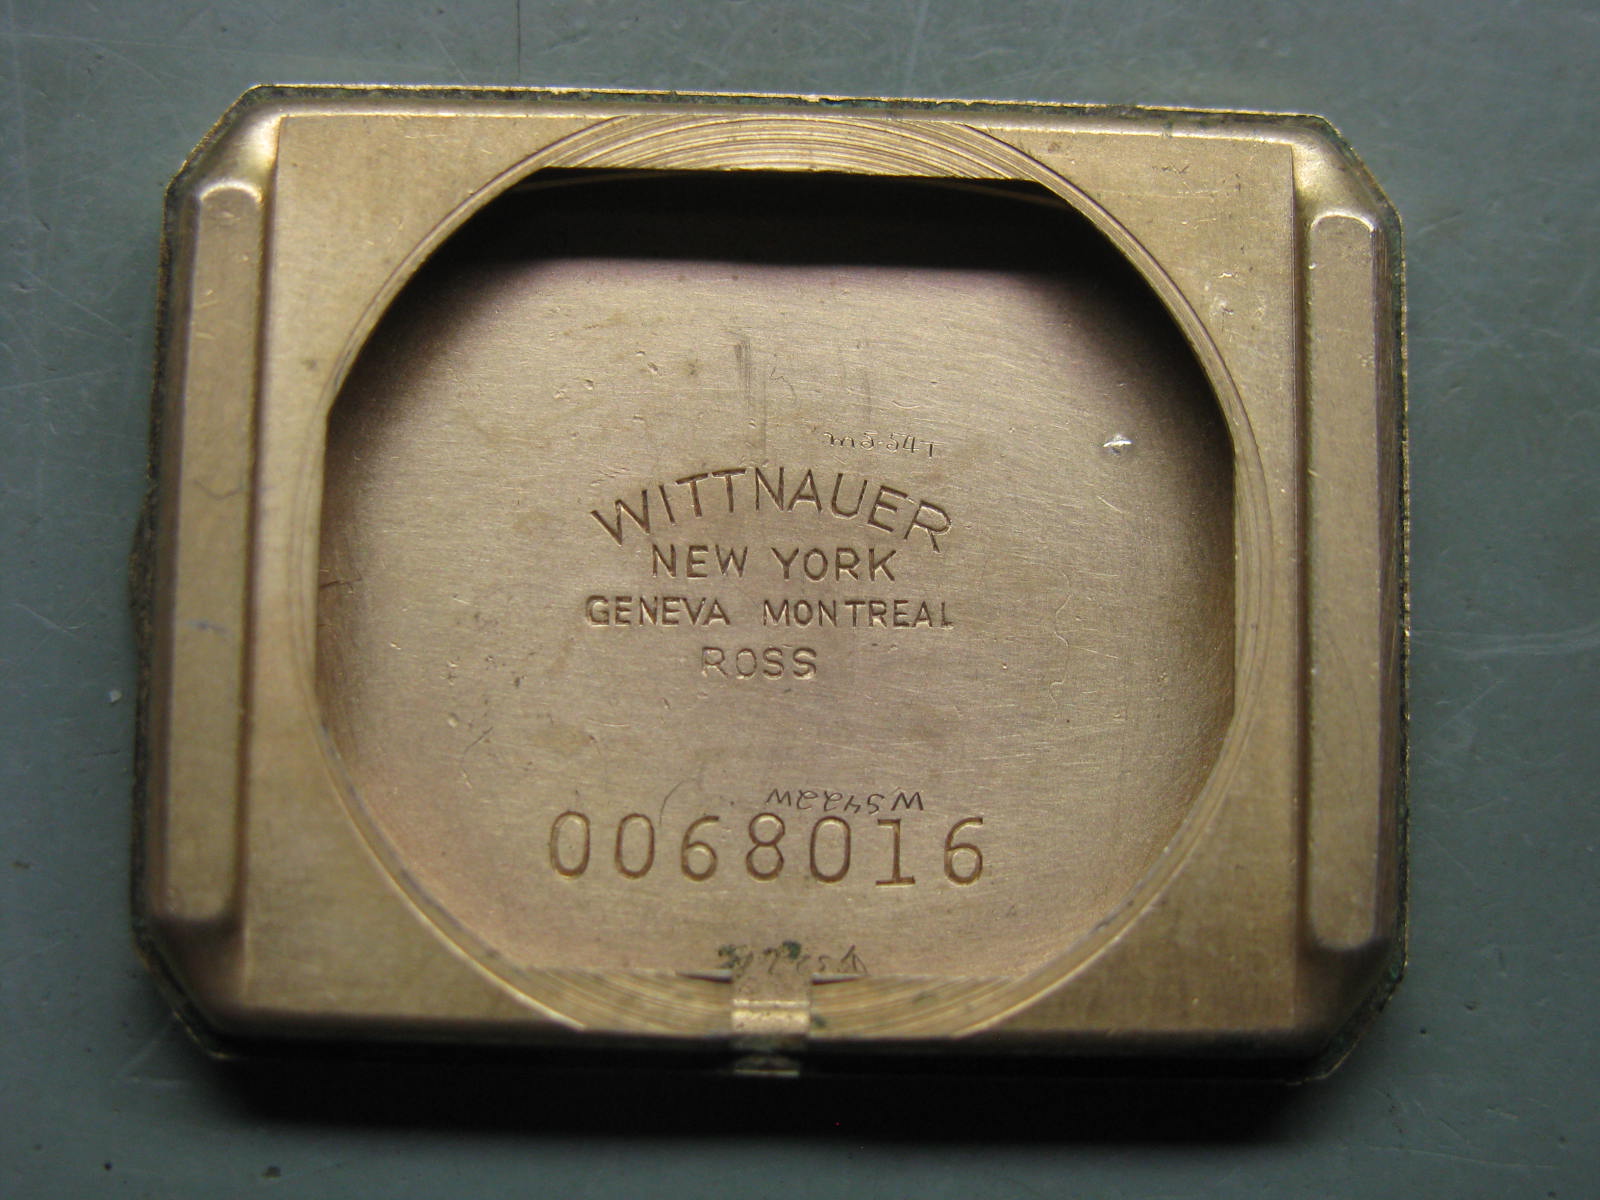 WITTNAUER
NEW YORK
GENEVA MONTREAL
ROSS
0068016